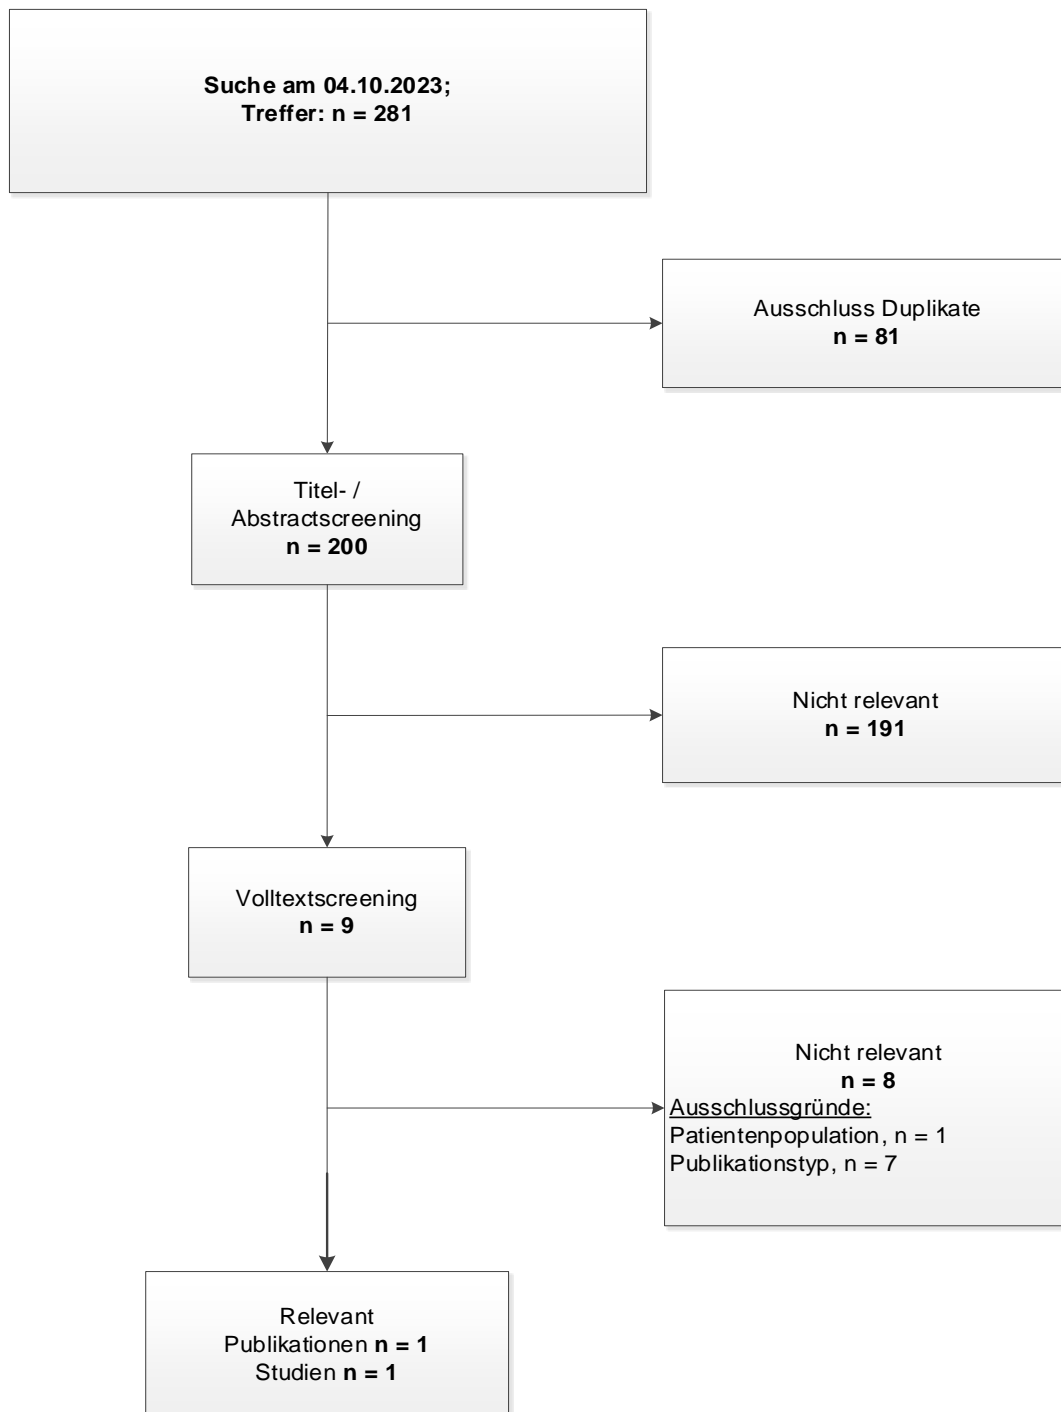 Suche am 04.10.2023;
Treffer: n = 281
Ausschluss Duplikate
n = 81
Titel- /
Abstractscreening
n = 200
Nicht relevant
n = 191
Volltextscreening
n = 9
Nicht relevant
n = 8
Ausschlussgründe:
Patientenpopulation, n = 1
Publikationstyp, n = 7
Relevant
Publikationen n = 1
Studien n = 1